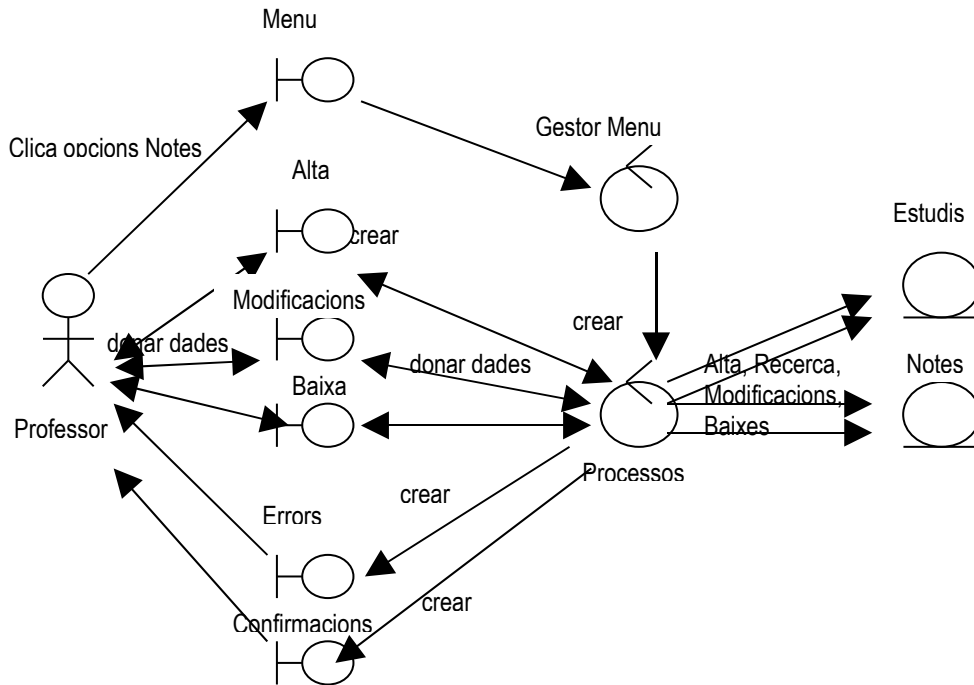 Menu
Clica opcions Notes
Gestor Menu
Alta
Estudis
crear
Modificacions
donar dades
crear
donar dades
Alta, Recerca,
Modificacions,
Baixes
Notes
Baixa
Professor
Processos
crear
Errors
crear
Confirmacions